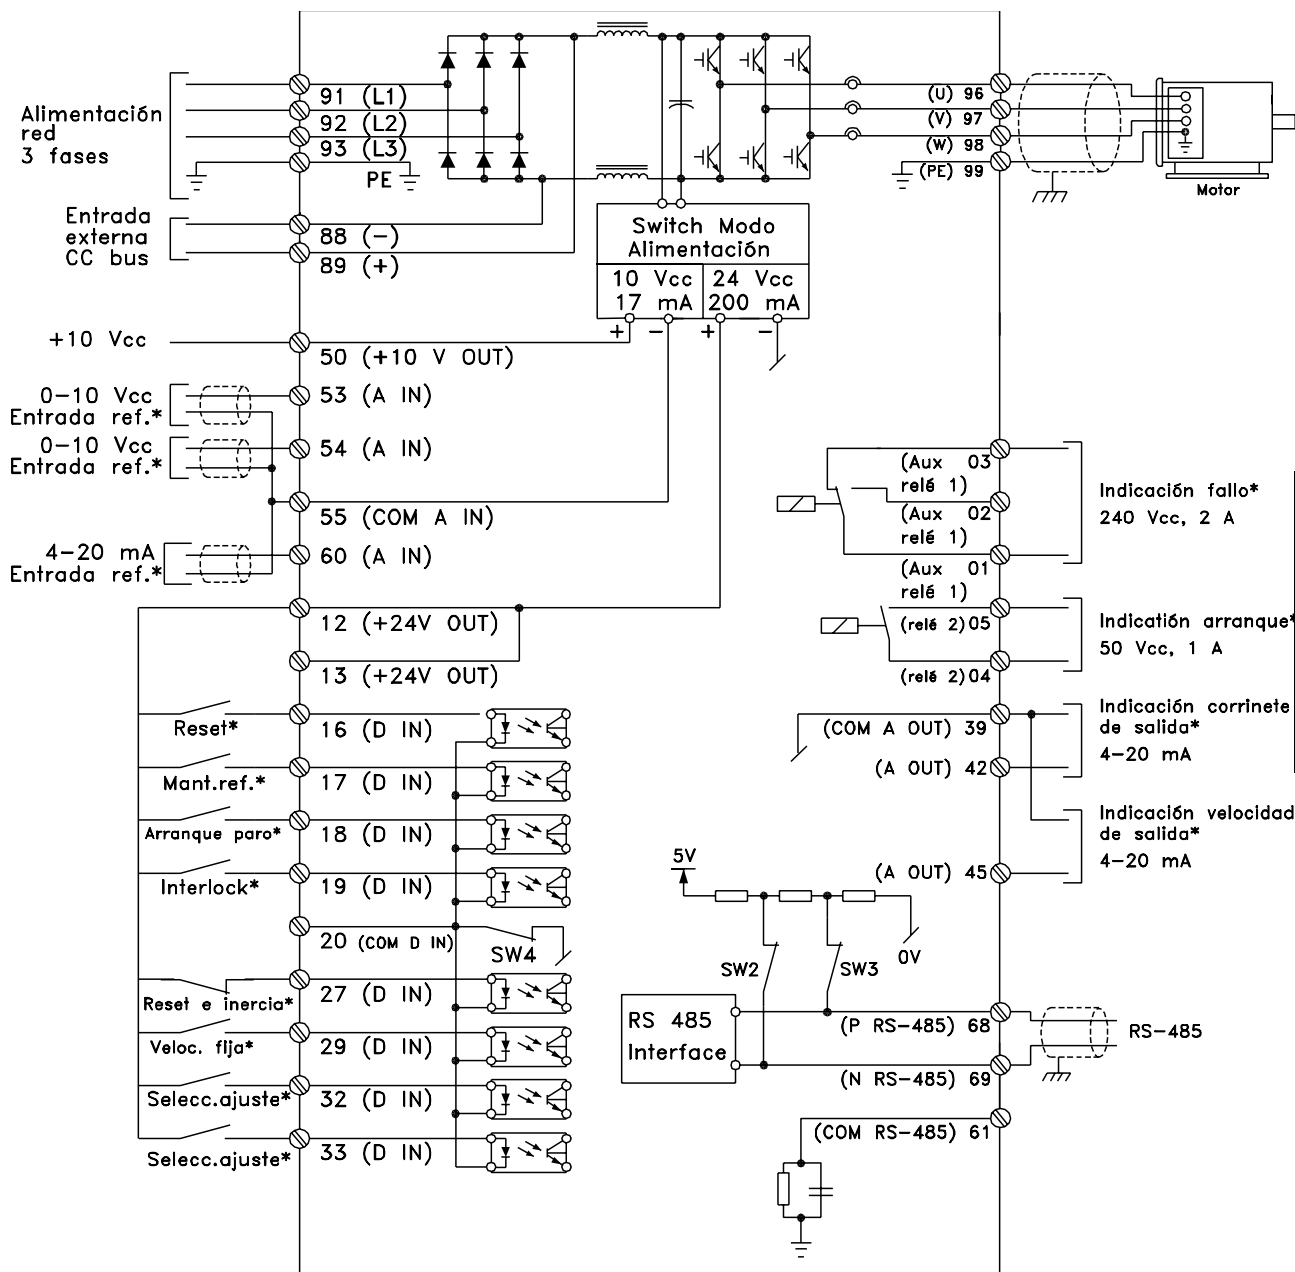 Alimentación
red
3 fases
91 (L1)
92 (L2)
93 (L3)
PE
Entrada
externa
CC bus
88 (−)
89 (+)
Switch Modo
Alimentación
10 Vcc
17 mA
24 Vcc
200 mA
+ − + −
(U) 96
(V) 97
(W) 98
(PE) 99
Motor
+10 Vcc
50 (+10 V OUT)
0−10 Vcc
Entrada ref.*
53 (A IN)
0−10 Vcc
Entrada ref.*
54 (A IN)
55 (COM A IN)
4−20 mA
Entrada ref.*
60 (A IN)
12 (+24V OUT)
13 (+24V OUT)
Reset*
16 (D IN)
Mant.ref.*
17 (D IN)
Arranque paro*
18 (D IN)
Interlock*
19 (D IN)
20 (COM D IN)
SW4
Reset e inercia*
27 (D IN)
Veloc. fija*
29 (D IN)
Selecc.ajuste*
32 (D IN)
Selecc.ajuste*
33 (D IN)
(Aux 03
relé 1)
(Aux 02
relé 1)
(Aux 01
relé 1)
Indicación fallo*
240 Vcc, 2 A
(relé 2) 05
(relé 2) 04
Indicatión arranque*
50 Vcc, 1 A
(COM A OUT) 39
(A OUT) 42
Indicación corrinete
de salida*
4−20 mA
(A OUT) 45
Indicación velocidad
de salida*
4−20 mA
5V
0V
SW2
SW3
RS 485
Interface
(P RS−485) 68
(N RS−485) 69
RS−485
(COM RS−485) 61